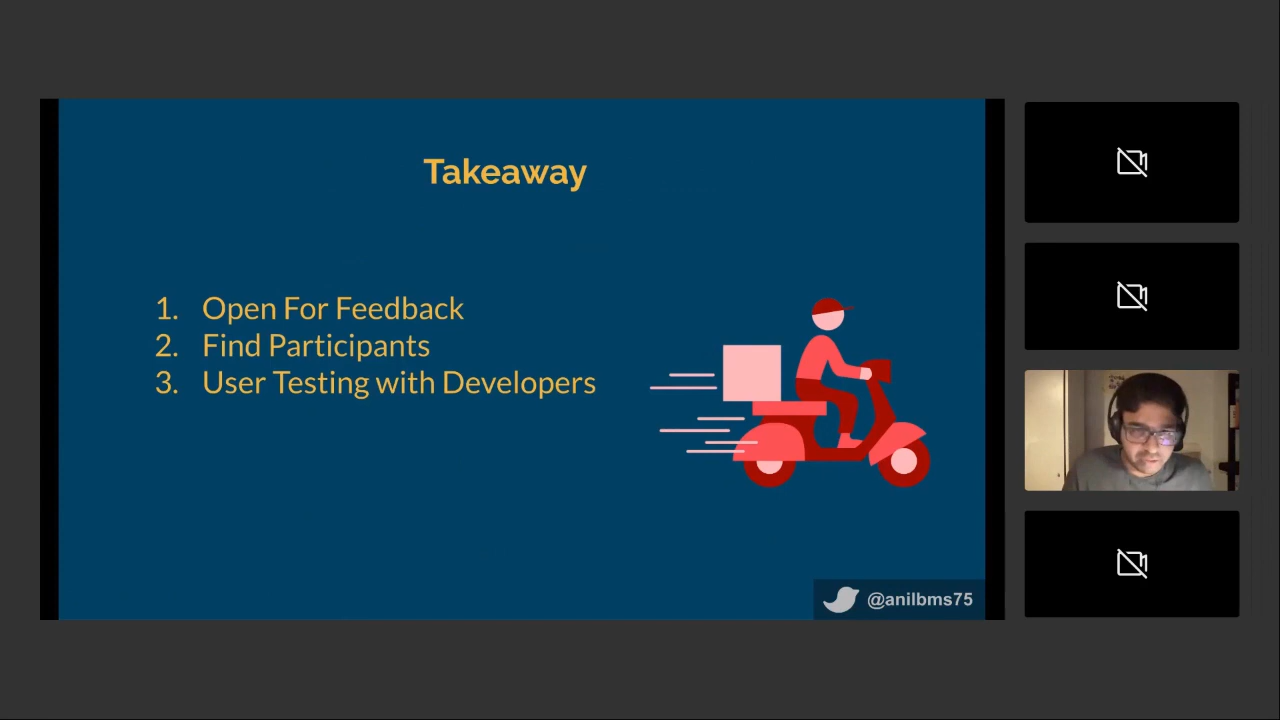 Takeaway
1. Open For Feedback
2. Find Participants
3. User Testing with Developers
@anilbms75